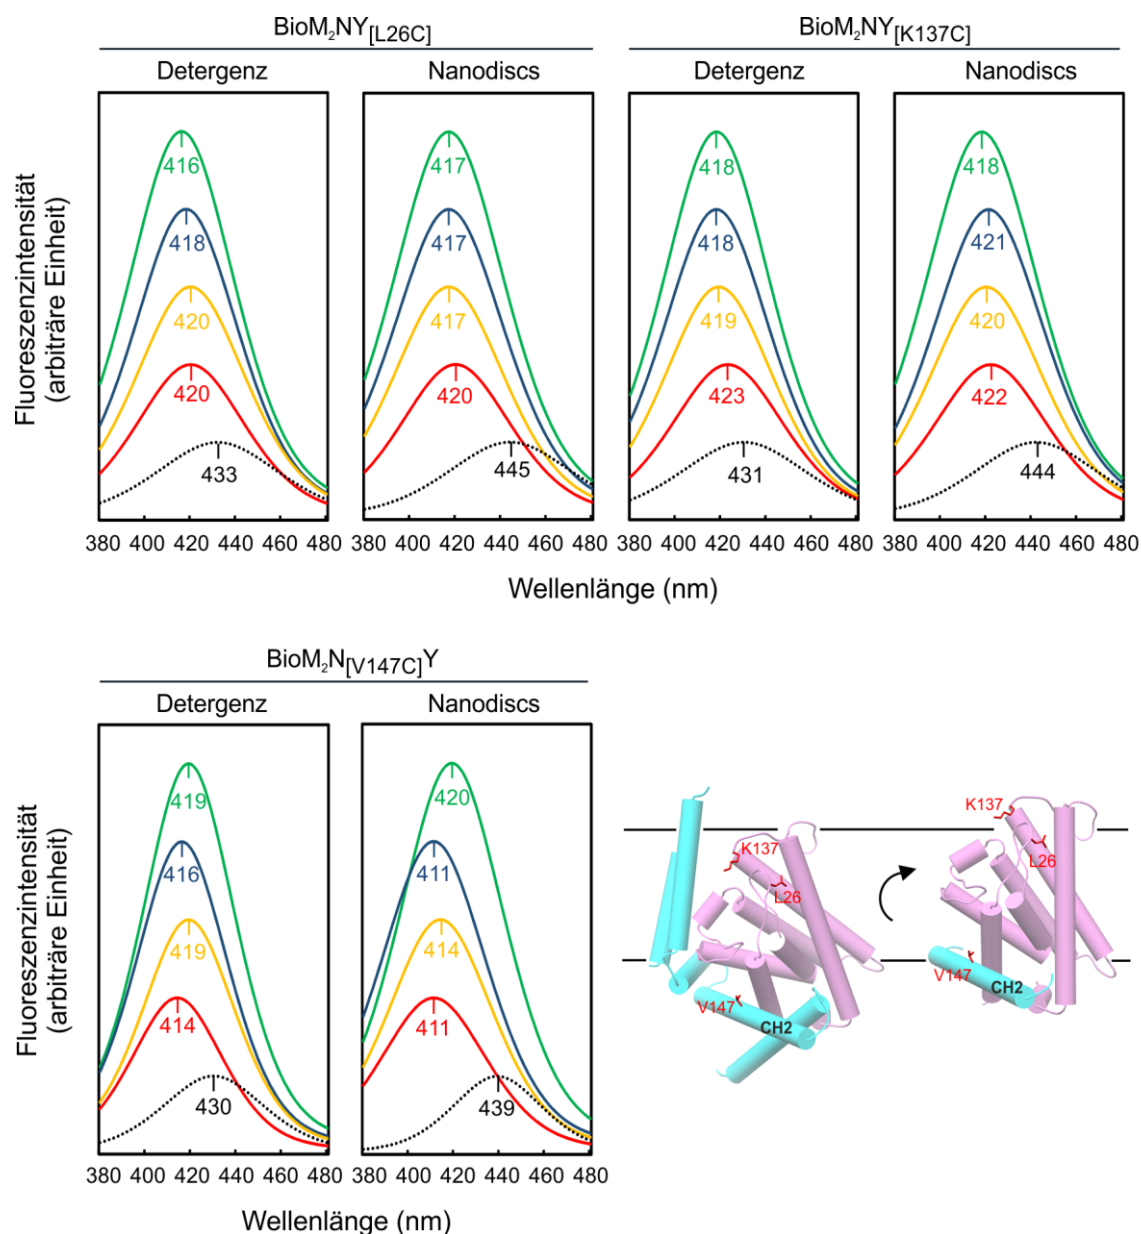 BioM₂NY[L26C] BioM₂NY[K137C]
Detergenz Nanodiscs Detergenz Nanodiscs
Fluoreszintensität
(arbiträre Einheit)
416 417 418 418
418 417 418 421
420 417 419 420
420 420 423 422
433 445 431 444
380 400 420 440 460 480 380 400 420 440 460 480 380 400 420 440 460 480 380 400 420 440 460 480
Wellenlänge (nm)
BioM₂N[V147C]Y
Detergenz Nanodiscs
Fluoreszintensität
(arbiträre Einheit)
419 420
416 411
419 414
414 411
430 439
380 400 420 440 460 480 380 400 420 440 460 480
Wellenlänge (nm)
K137
L26
V147
CH2
K137
L26
V147
CH2